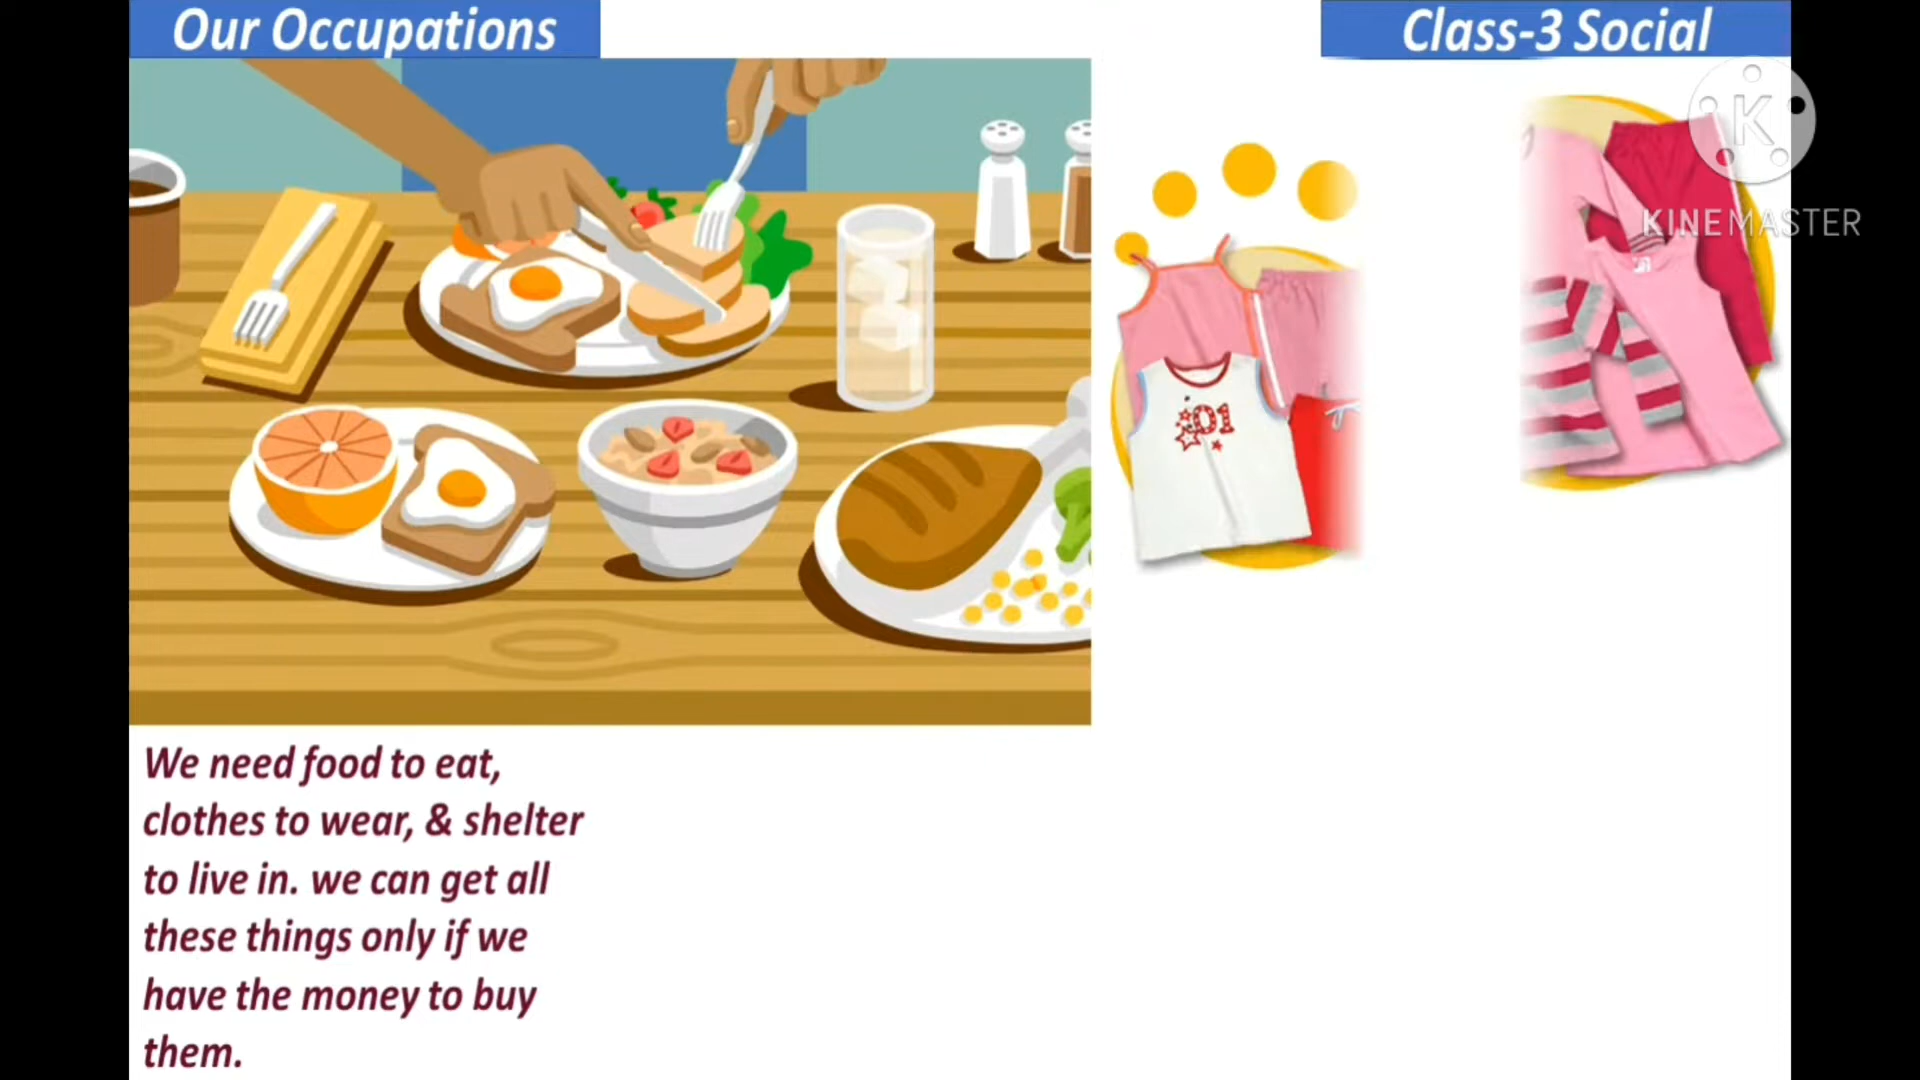 Our Occupations
Class-3 Social
K
KINEMASTER
01
We need food to eat,
clothes to wear, & shelter
to live in. we can get all
these things only if we
have the money to buy
them.